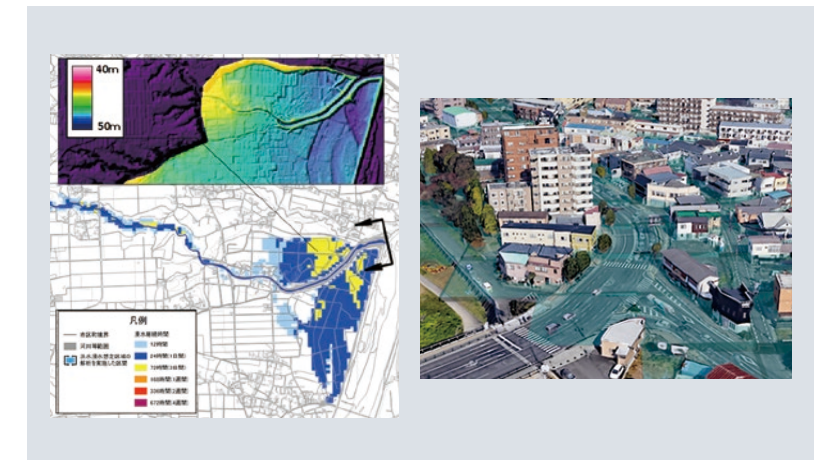 40m
50m
凡例
市区町村界
河川等範囲
浸水継続時間
12時間
24時間(1日間)
72時間(3日間)
168時間(1週間)
336時間(2週間)
672時間(4週間)